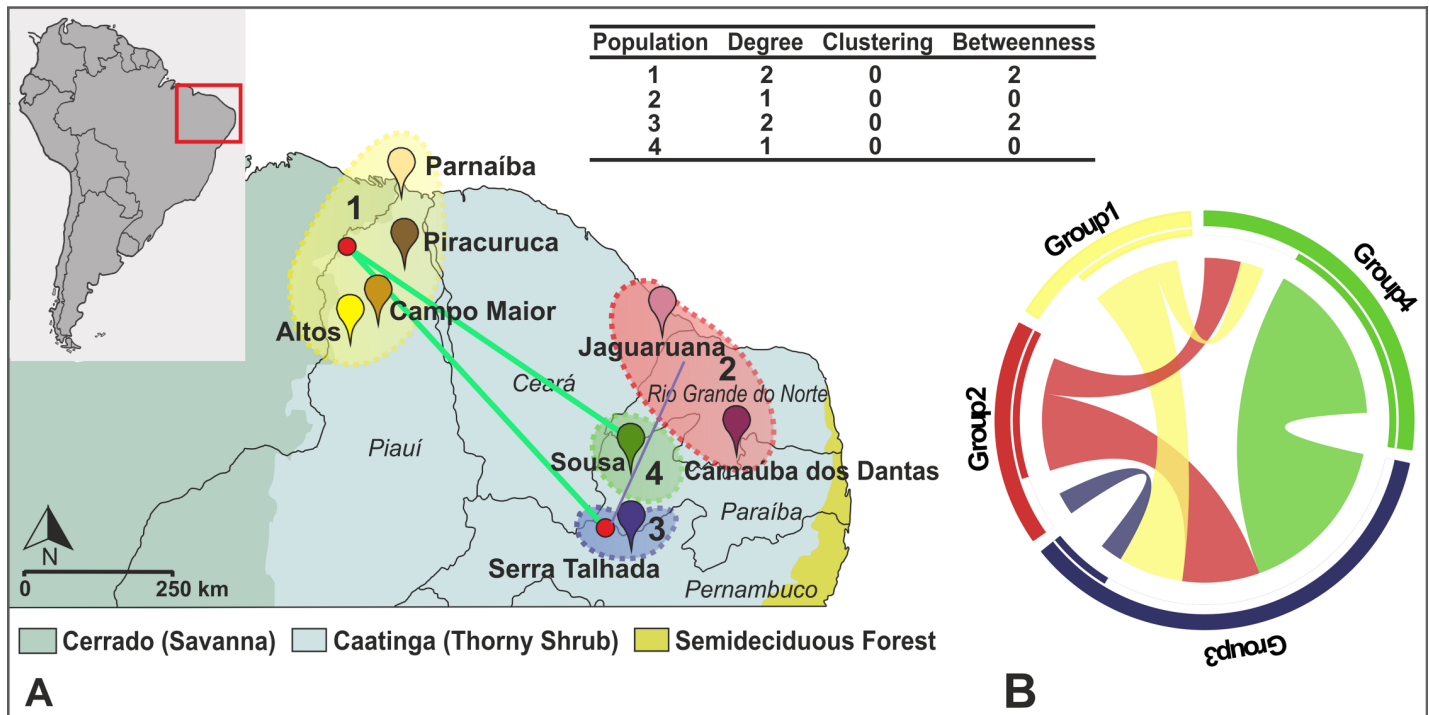 Population Degree Clustering Betweenness
1 2 0 2
2 1 0 0
3 2 0 2
4 1 0 0
Parnaíba
1
Piracuruca
Campo Maior
Altos
Jaguaruana
2
Ceará
Rio Grande do Norte
Piauí
Sousa
4
Carnauba dos Dantas
Paraíba
3
Serra Talhada
Pernambuco
N
0 250 km
Cerrado (Savanna) Caatinga (Thorny Shrub) Semideciduous Forest
A
Group1
Group4
Group2
Group3
B